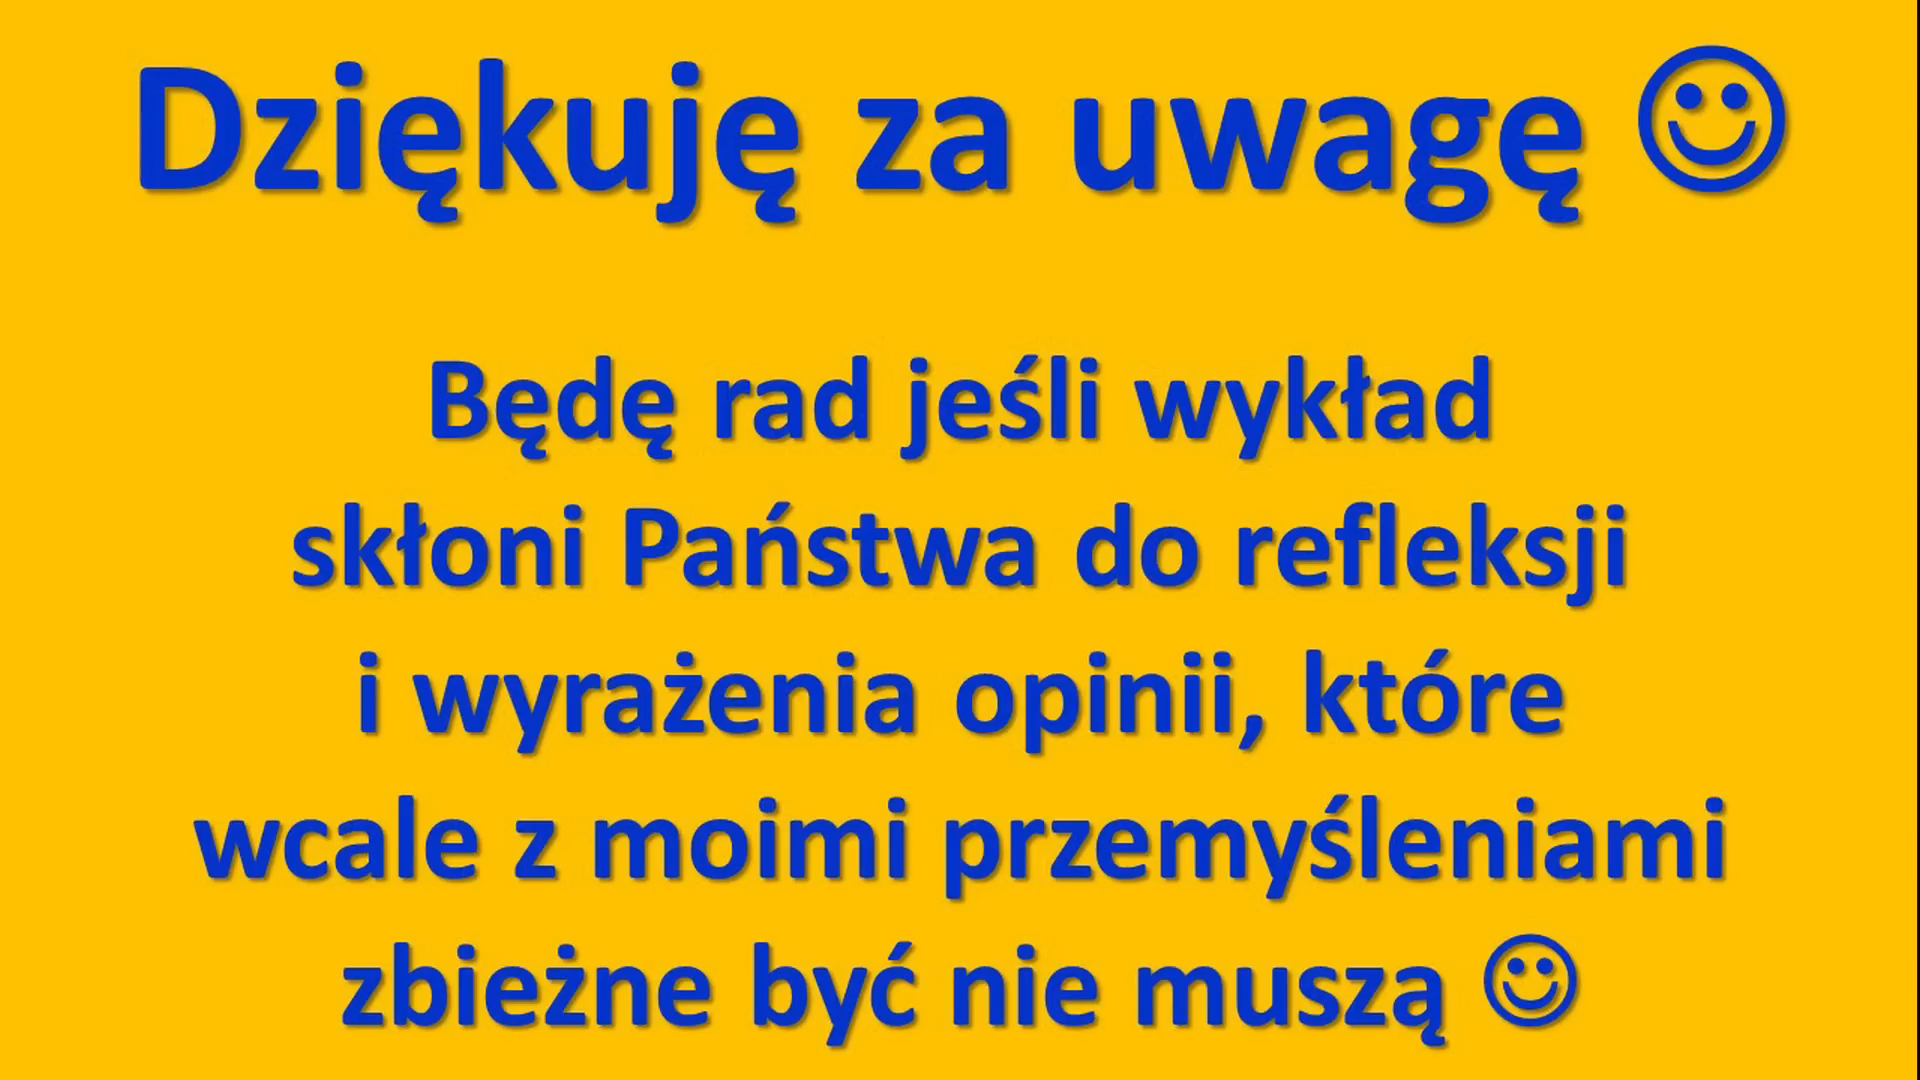 Dziękuję za uwagę ☺
Będę rad jeśli wykład
skłoni Państwa do refleksji
i wyrażenia opinii, które
wcale z moimi przemyśleniami
zbieżne być nie muszą ☺